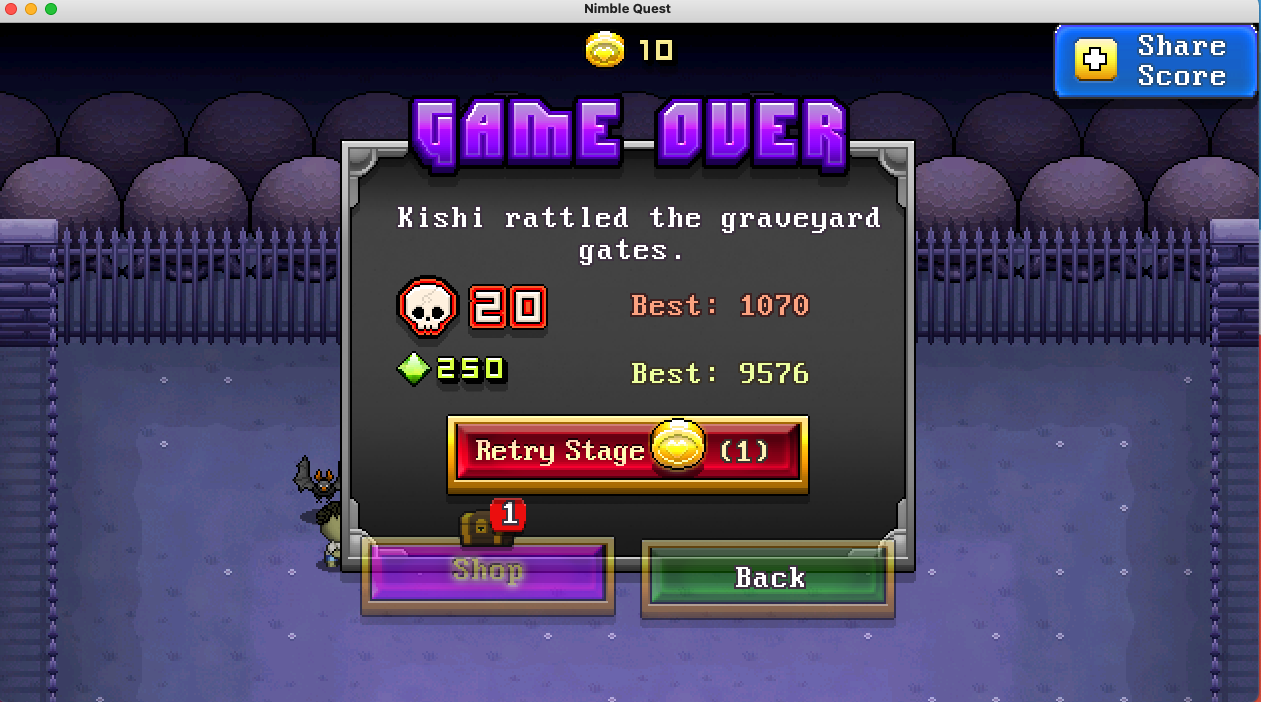 Nimble Quest
10
Share
Score
GAME OVER
Kishi rattled the graveyard
gates.
20 Best: 1070
250 Best: 9576
Retry Stage (1)
1
Shop
Back